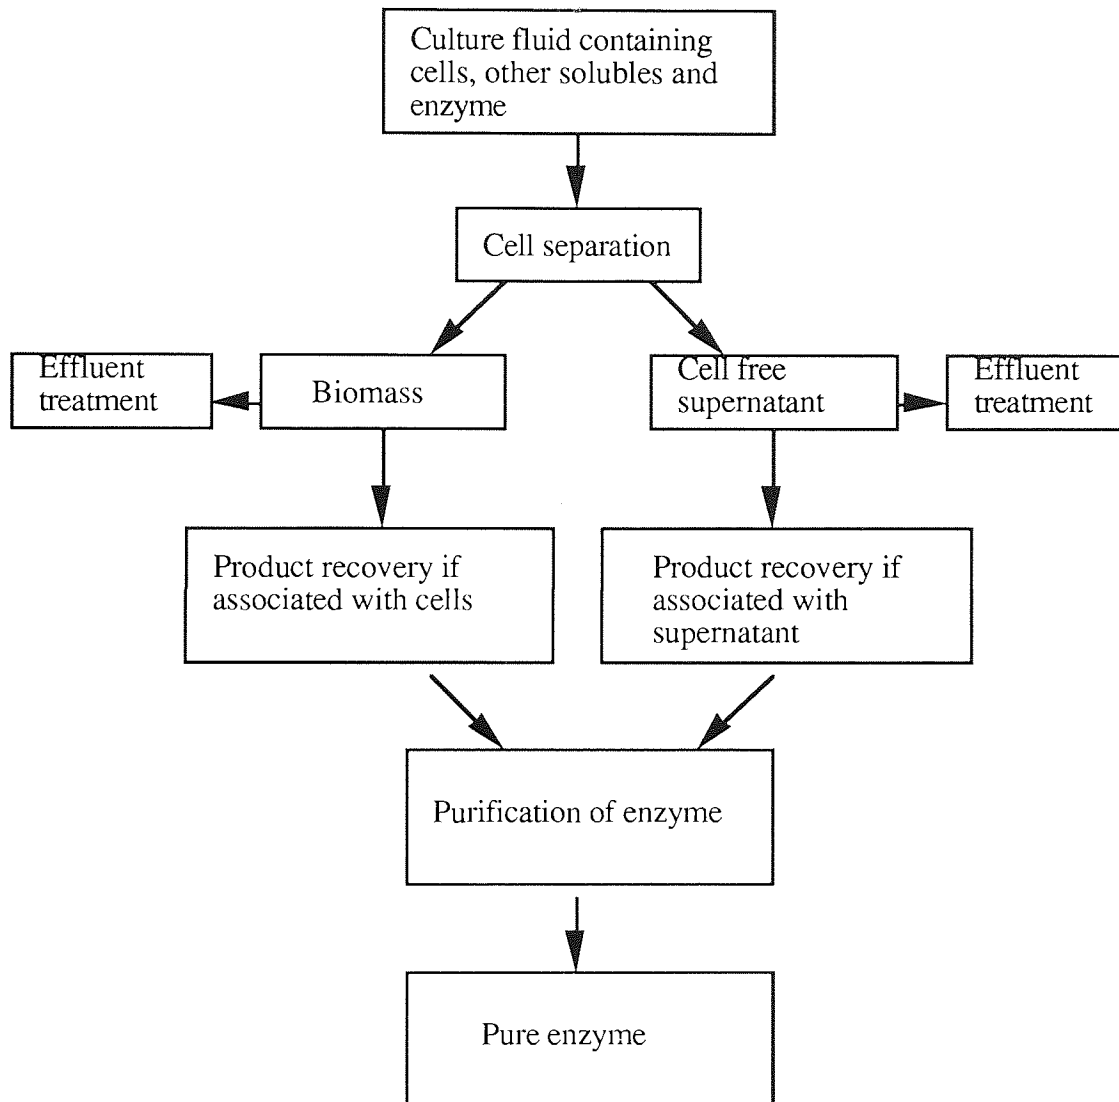 Culture fluid containing
cells, other solubles and
enzyme
Cell separation
Effluent
treatment
Biomass
Cell free
supernatant
Effluent
treatment
Product recovery if
associated with cells
Product recovery if
associated with
supernatant
Purification of enzyme
Pure enzyme